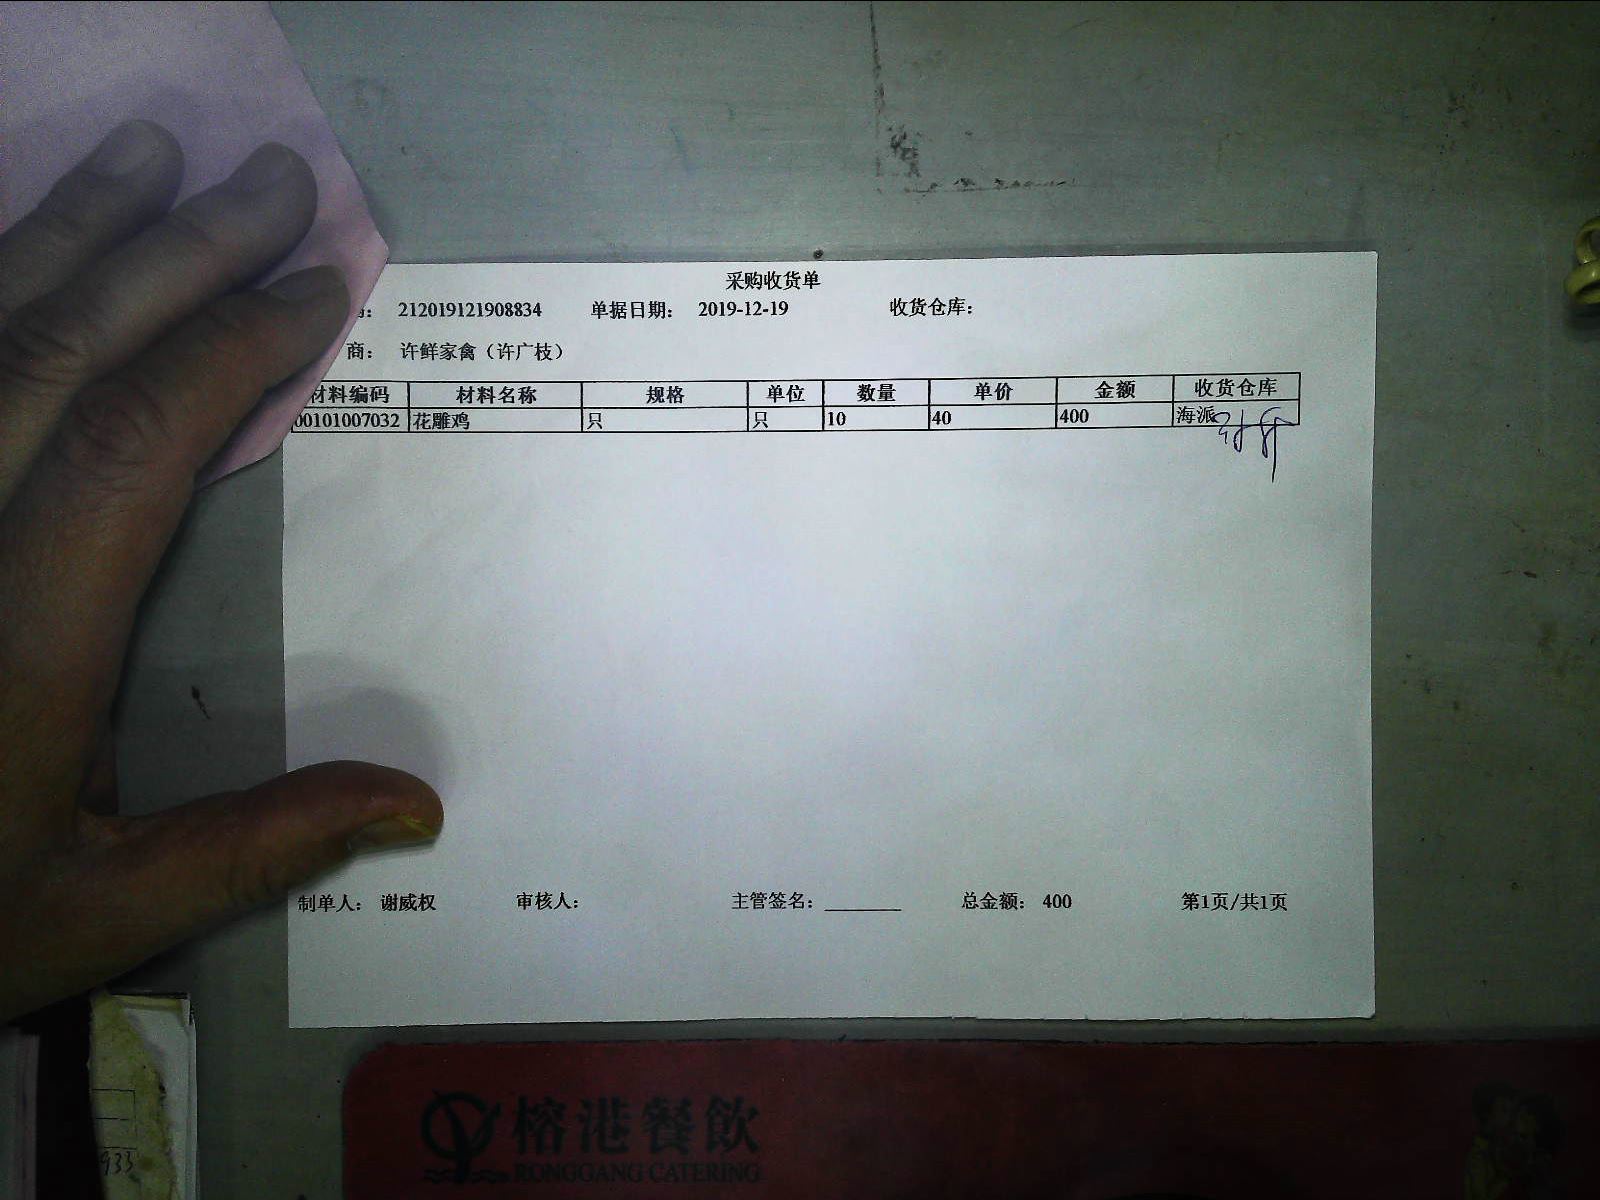 采购收货单
212019121908834 单据日期： 2019-12-19 收货仓库：
商： 许鲜家禽（许广枝）
材料编码 材料名称 规格 单位 数量 单价 金额 收货仓库
00101007032 花雕鸡 只 只 10 40 400 海派
制单人： 谢威权 审核人： 主管签名： 总金额： 400 第1页/共1页
榕港餐飲
RONGGANG CATERING
933